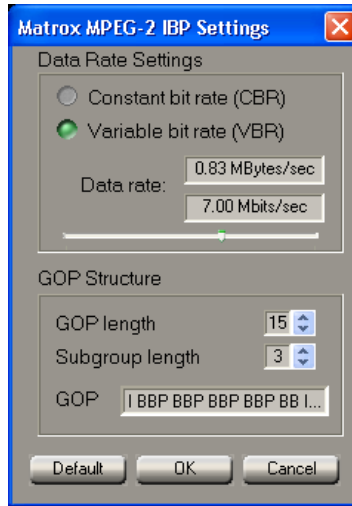 Matrox MPEG-2 IBP Settings
Data Rate Settings
Constant bit rate (CBR)
Variable bit rate (VBR)
0.83 MBytes/sec
Data rate:
7.00 Mbits/sec
GOP Structure
GOP length 15
Subgroup length 3
GOP I BBP BBP BBP BBP BB I...
Default OK Cancel